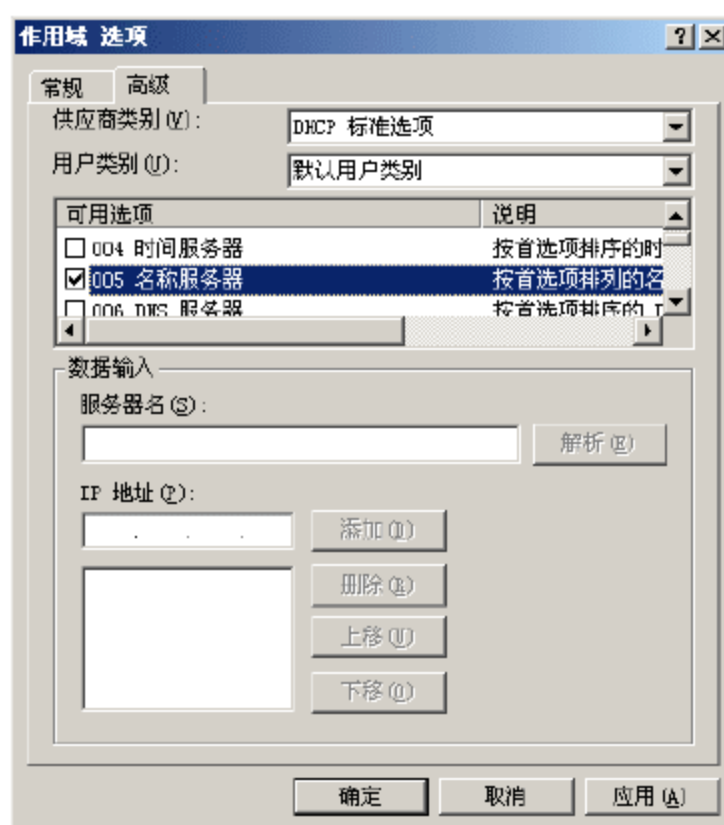 作用域 选项
常规 高级
供应商类别(V):
DHCP 标准选项
用户类别(U):
默认用户类别
可用选项 说明
004 时间服务器 按首选项排序的时
005 名称服务器 按首选项排列的名
006 DNS 服务器 按首选项排序的
数据输入
服务器名(S):
解析(E)
IP 地址(P):
添加(D)
删除(R)
上移(U)
下移(O)
确定 取消 应用(A)